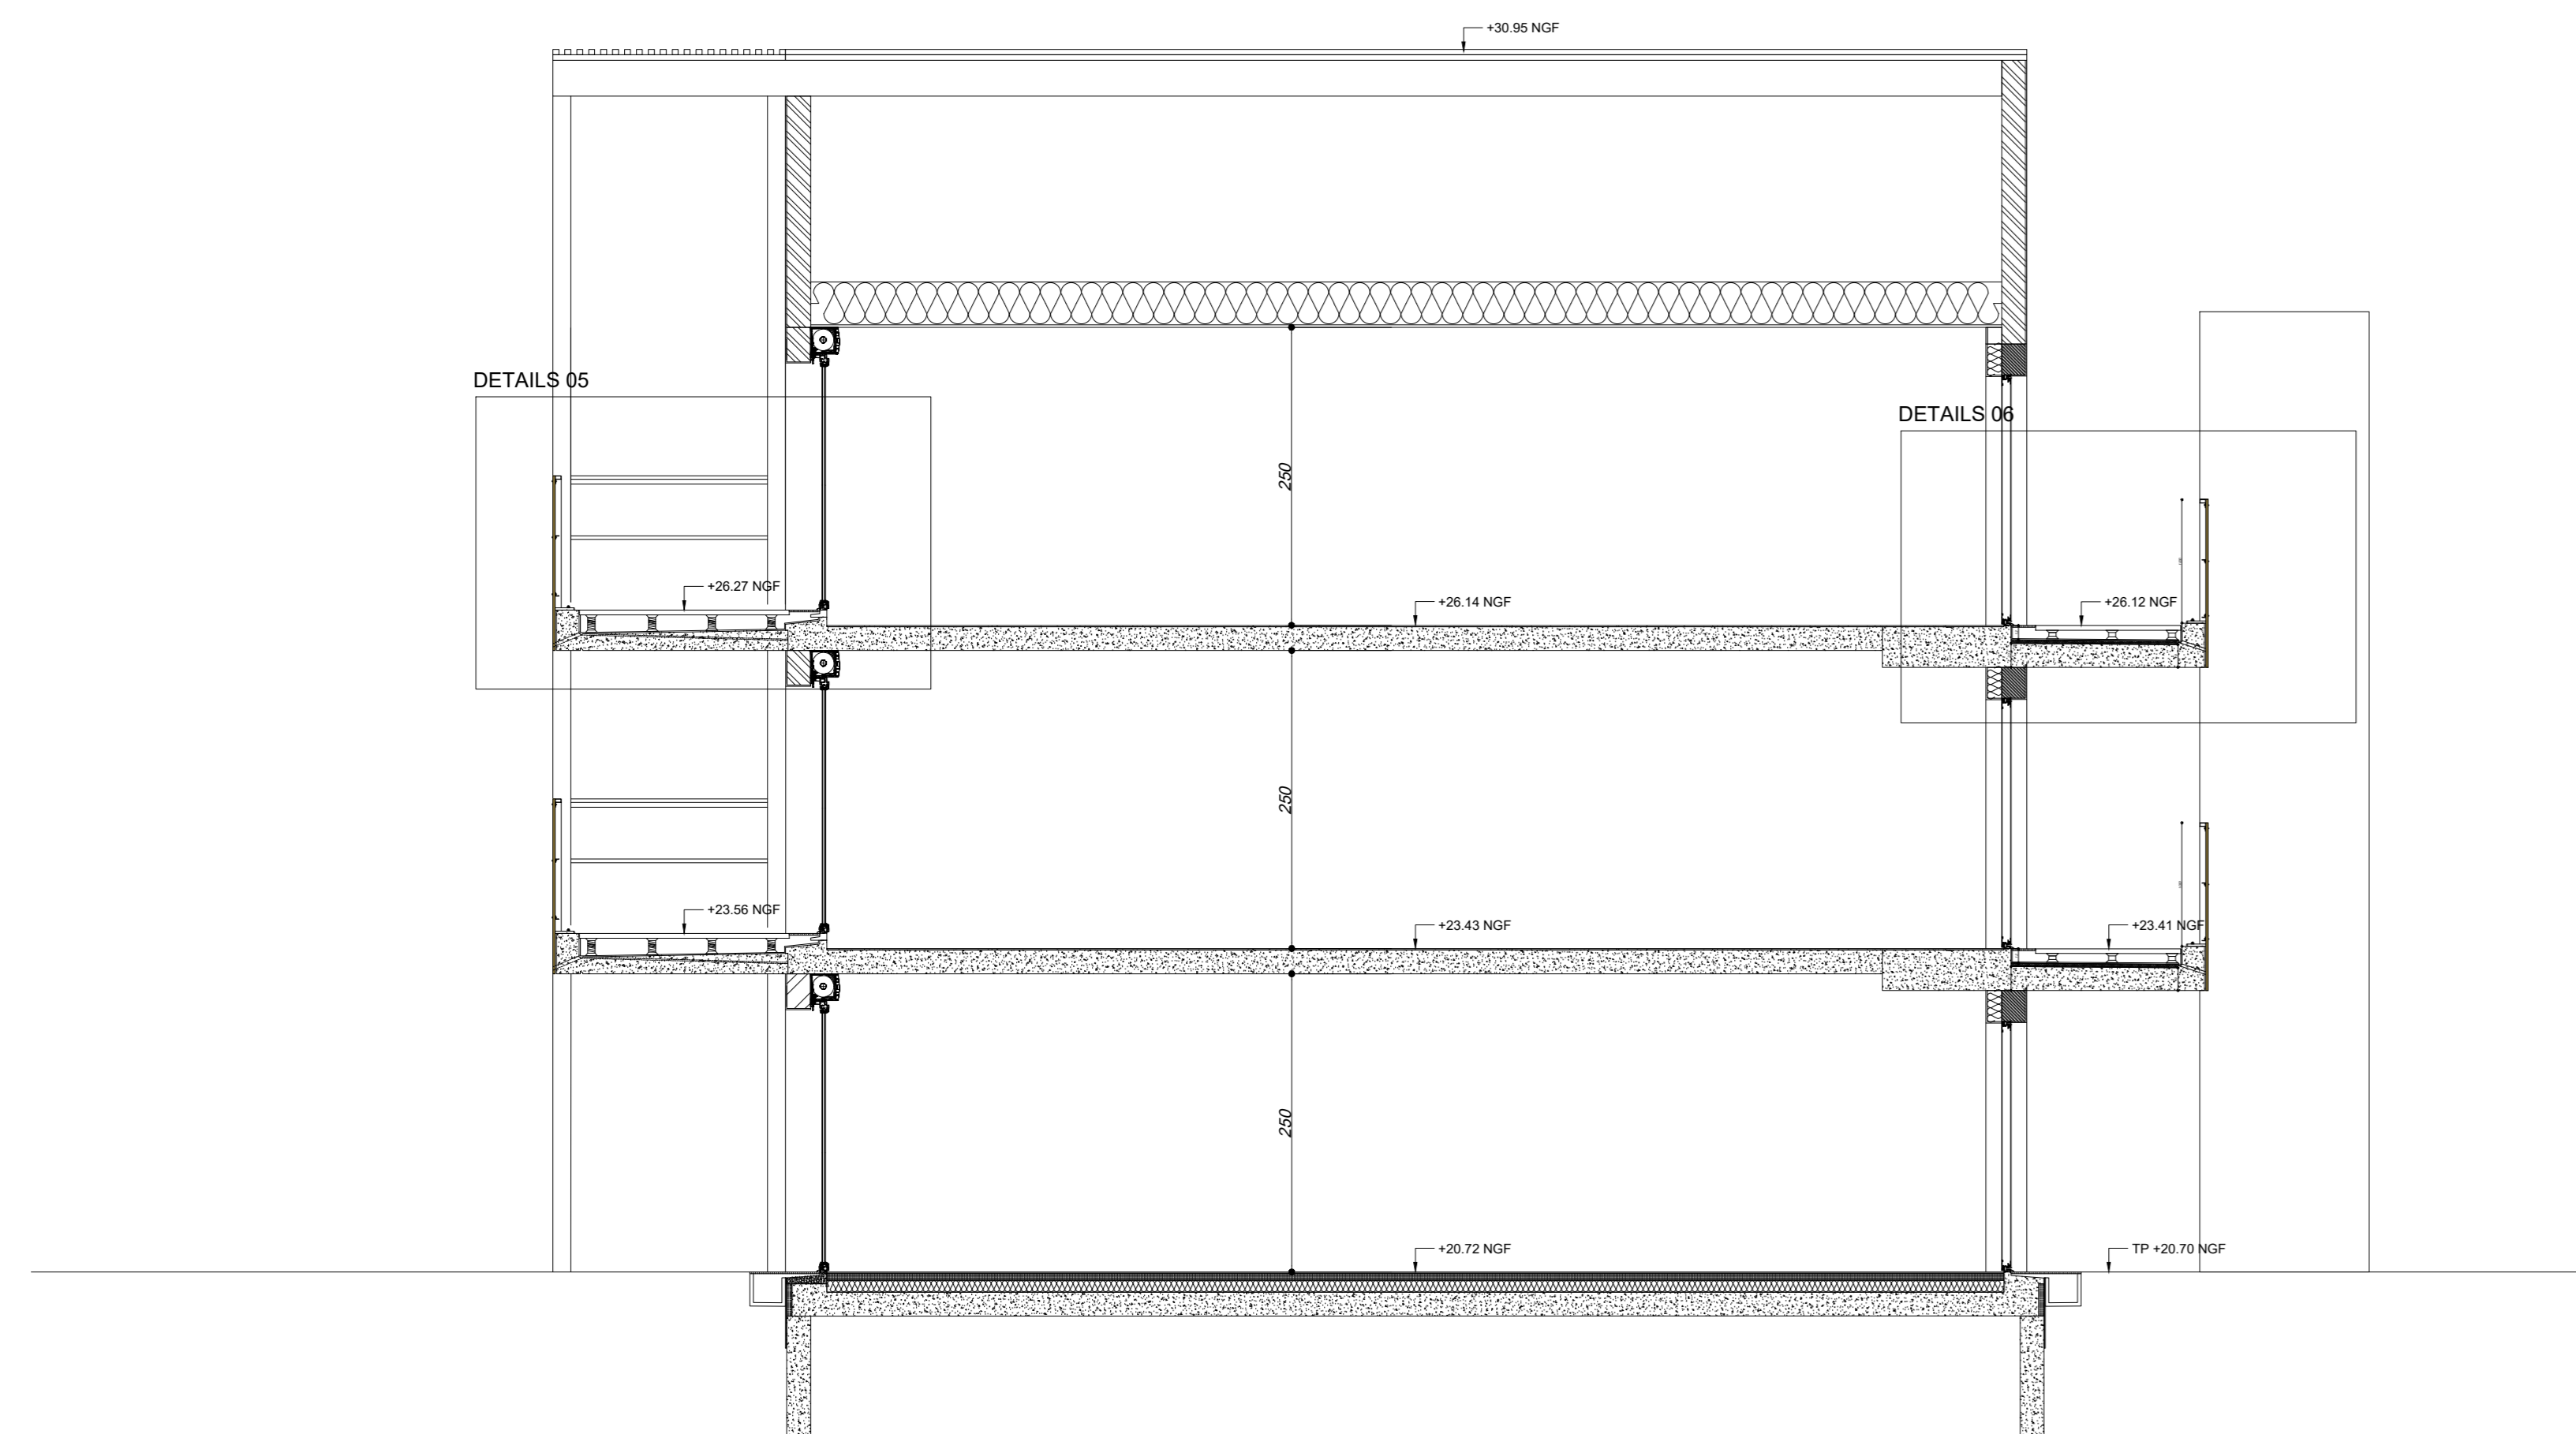 +30.95 NGF
DETAILS 05
DETAILS 06
250
+26.27 NGF
+26.14 NGF
+26.12 NGF
250
+23.56 NGF
+23.43 NGF
+23.41 NGF
250
+20.72 NGF
TP +20.70 NGF